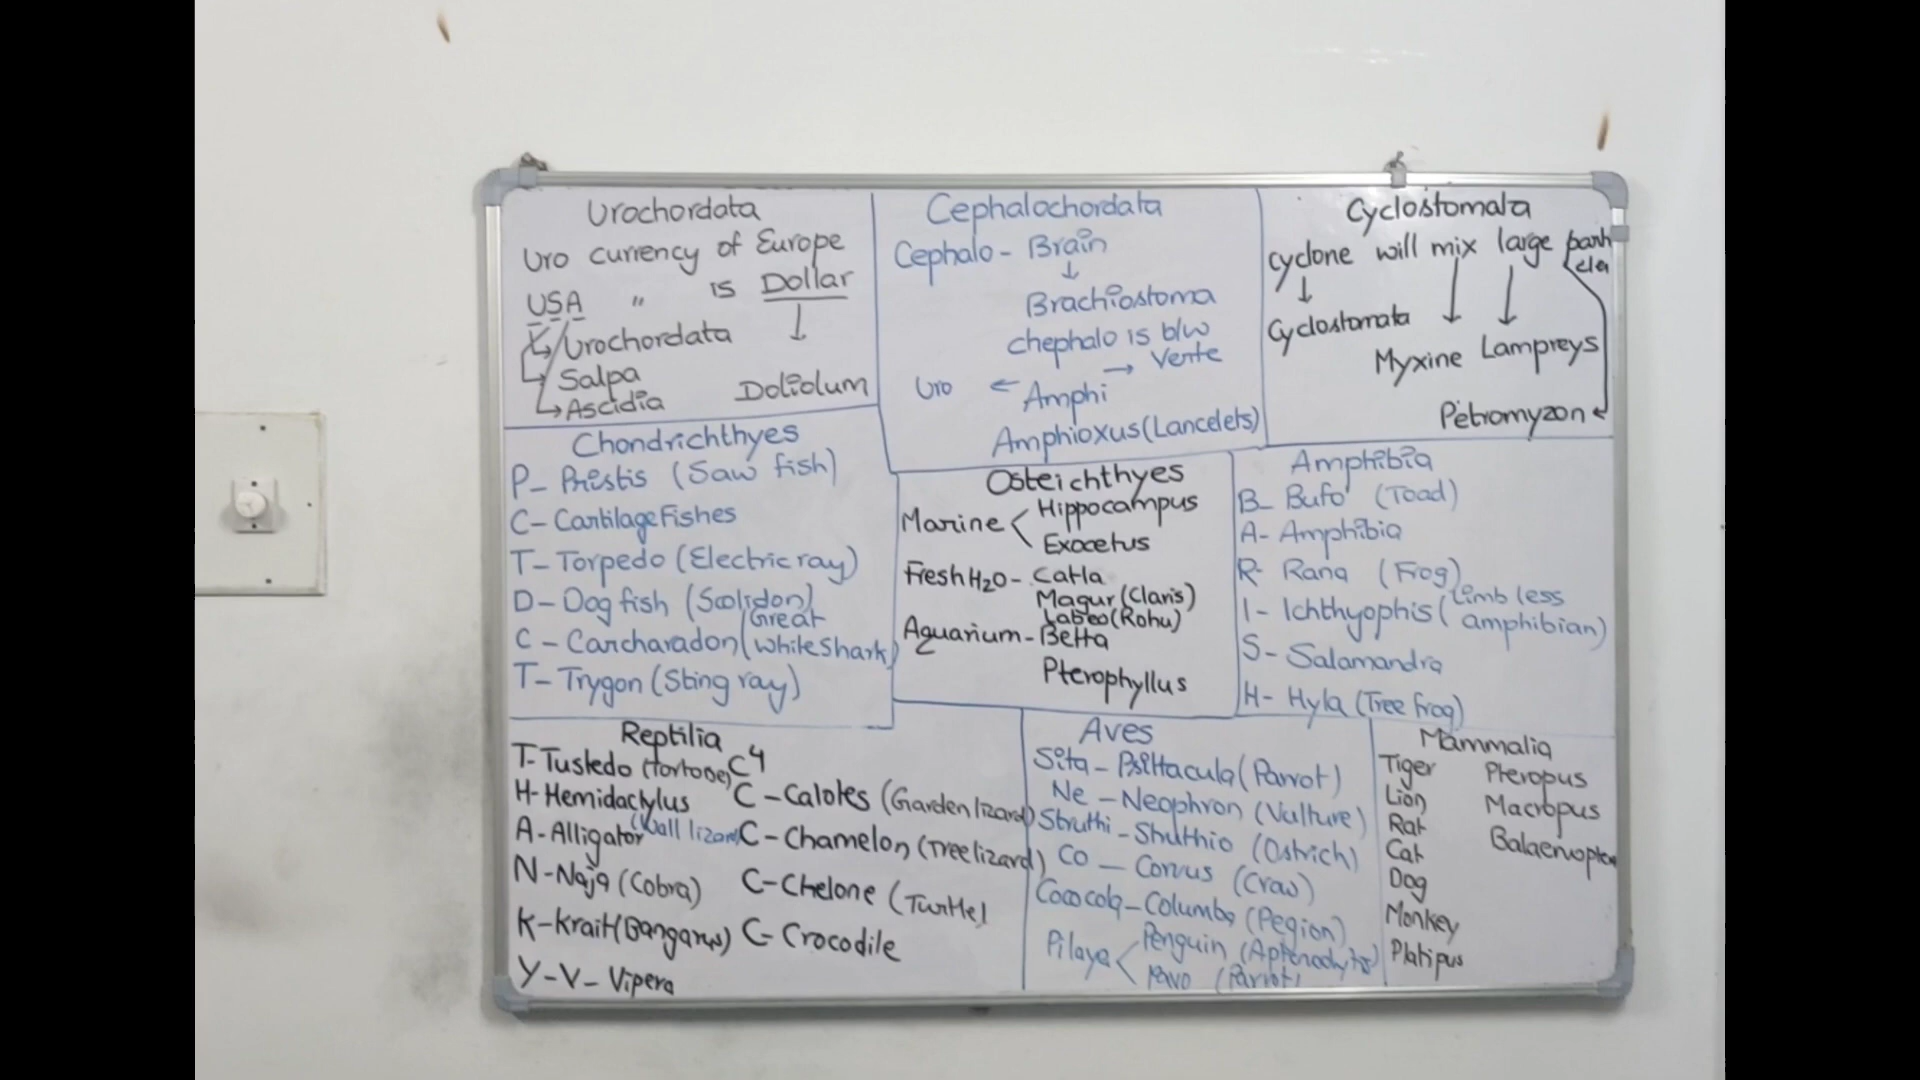 Urochordata
Uro currency of Europe
USA " is Dollar
Urochordata
Salpa
Ascidia Doliolum
Cephalochordata
Cephalo - Brain
Brachiostoma
chephalo is b/w
Uro ← Amphi → Verte
Amphioxus (Lancelets)
Cyclostomata
cyclone will mix large
Cyclostomata
Myxine Lampreys
Petromyzon
Chondrichthyes
P- Pristis (Saw fish)
C- Cartilage Fishes
T- Torpedo (Electric ray)
D- Dog fish (Scolidon)
C - Carcharadon (Great White Shark)
T- Trygon (Sting ray)
Osteichthyes
Marine < Hippocampus
Exocetus
Fresh H2O - Catla
Magur (Claris)
Labeo (Rohu)
Aquarium - Betta
Pterophyllus
Amphibia
B- Bufo (Toad)
A- Amphibia
R- Rana (Frog)
I- Ichthyophis (Limb less amphibian)
S- Salamandra
H- Hyla (Tree frog)
Reptilia
T- Tustedo (Tortoise)
H- Hemidactylus (Wall lizard)
A- Alligator
N- Naja (Cobra)
K- Krait (Bangarus)
Y- V- Vipera
C4
C - Calotes (Garden lizard)
C - Chamelon (Tree lizard)
C- Chelone (Turtle)
C- Crocodile
Aves
Sita - Psittacula (Parrot)
Ne - Neophron (Vulture)
Struthi - Struthio (Ostrich)
Co - Corvus (Crow)
Cococola - Columba (Pegion)
Pilaya < Penguin (Aptenodytes)
Pavo (Parrot)
Mammalia
Tiger Pteropus
Lion Macropus
Rat Balaenoptera
Cat
Dog
Monkey
Platipus